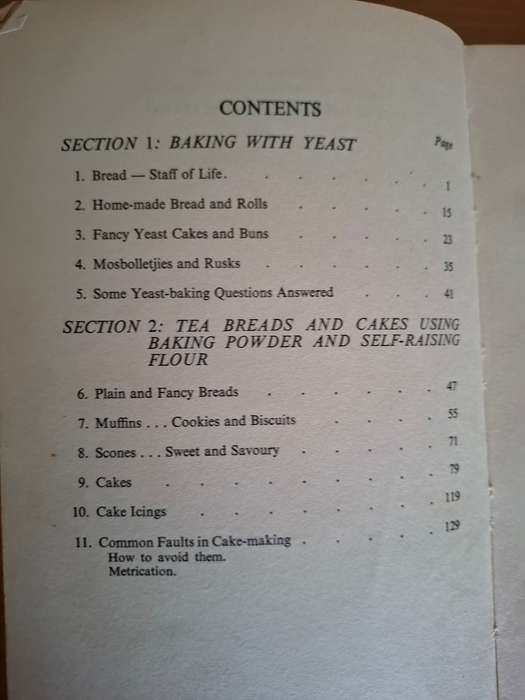 CONTENTS
SECTION 1: BAKING WITH YEAST Page
1. Bread — Staff of Life . . . . . . 1
2. Home-made Bread and Rolls . . . . . 15
3. Fancy Yeast Cakes and Buns . . . . . 23
4. Mosbolletjies and Rusks . . . . . . 35
5. Some Yeast-baking Questions Answered . . . 41
SECTION 2: TEA BREADS AND CAKES USING
BAKING POWDER AND SELF-RAISING
FLOUR
6. Plain and Fancy Breads . . . . . . 47
7. Muffins . . . Cookies and Biscuits . . . . 55
8. Scones . . . Sweet and Savoury . . . . . 71
9. Cakes . . . . . . . . . 79
10. Cake Icings . . . . . . . . 119
11. Common Faults in Cake-making . . . . . 129
How to avoid them.
Metrication.